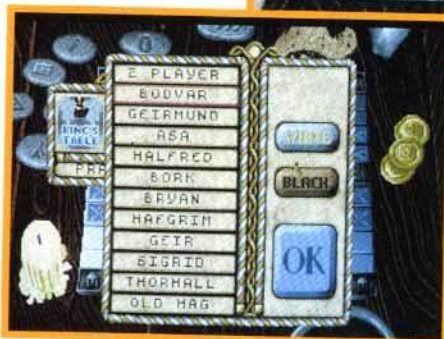 2 PLAYER
BODVAR
GEIRMUND
ASA
HALFRED
BORK
BRYAN
HAFGRIM
GEIR
SIGRID
THORHALL
OLD HAG
KING'S
TABLE
PRA
WHITE
BLACK
OK